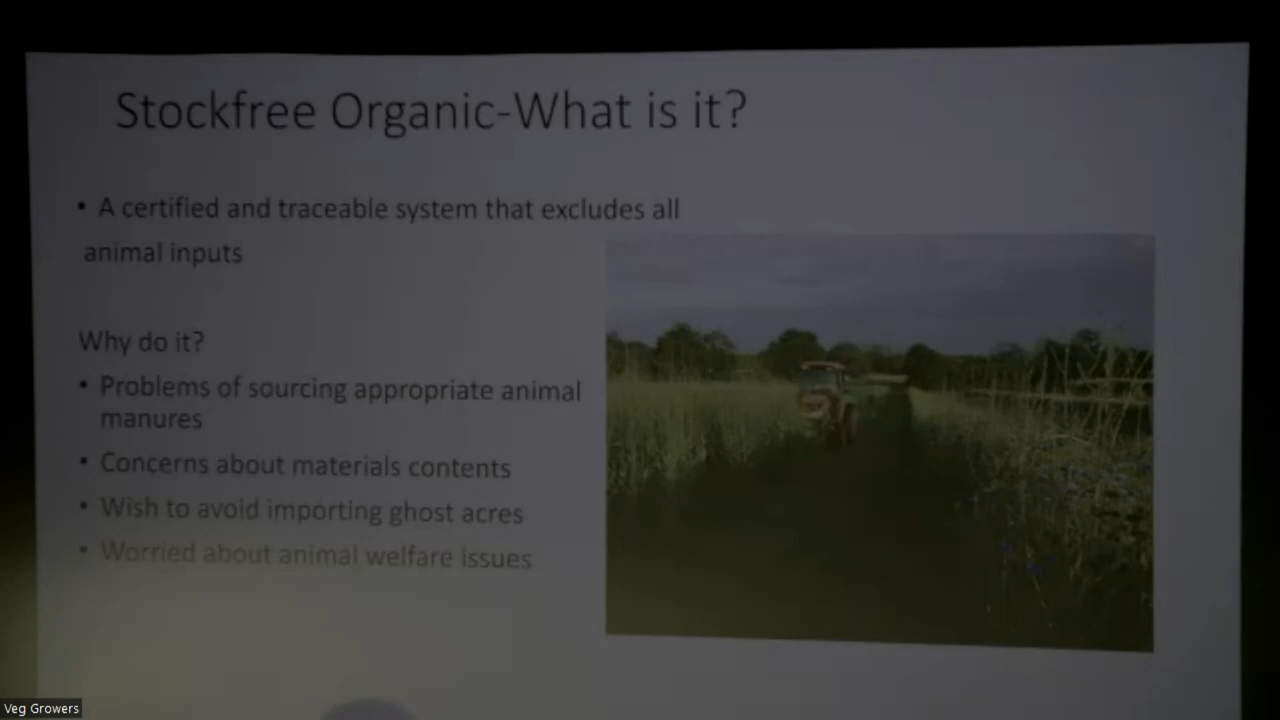 Stockfree Organic-What is it?
• A certified and traceable system that excludes all
animal inputs
Why do it?
• Problems of sourcing appropriate animal
manures
• Concerns about materials contents
• Wish to avoid importing ghost acres
• Worried about animal welfare issues
Veg Growers